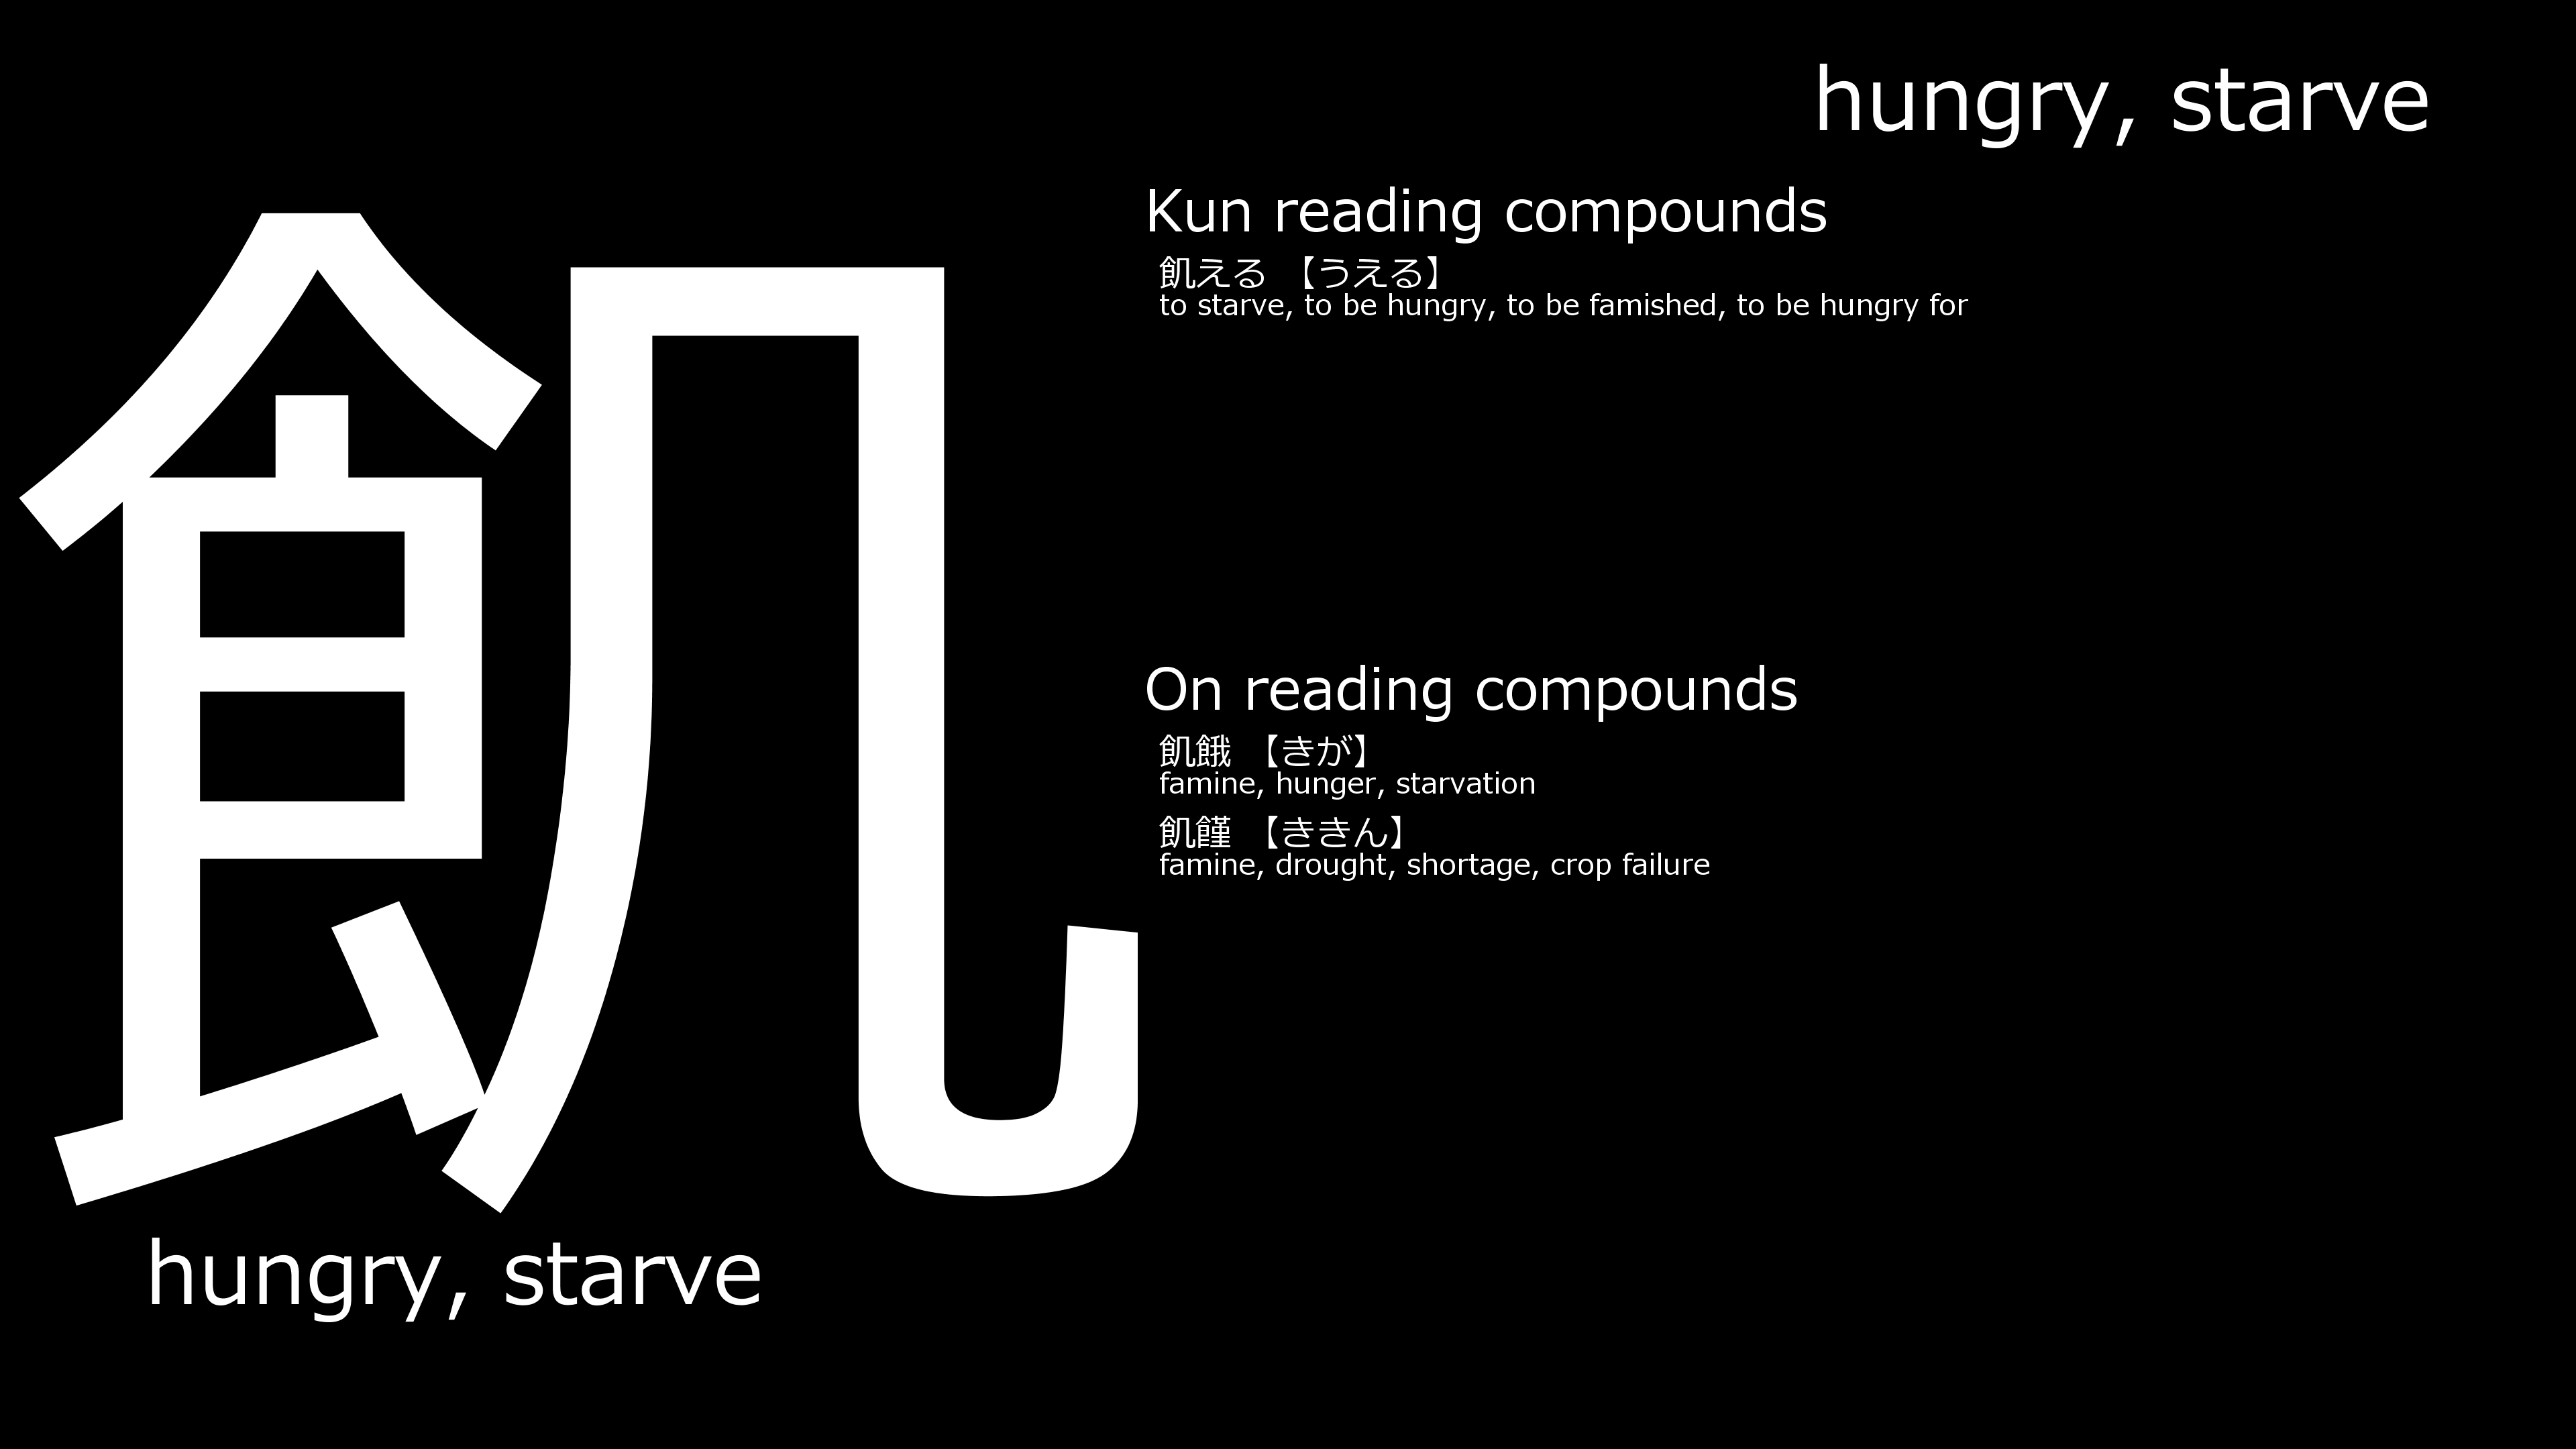 飢
hungry, starve
hungry, starve
Kun reading compounds
飢える 【うえる】
to starve, to be hungry, to be famished, to be hungry for
On reading compounds
飢餓 【きが】
famine, hunger, starvation
飢饉 【ききん】
famine, drought, shortage, crop failure